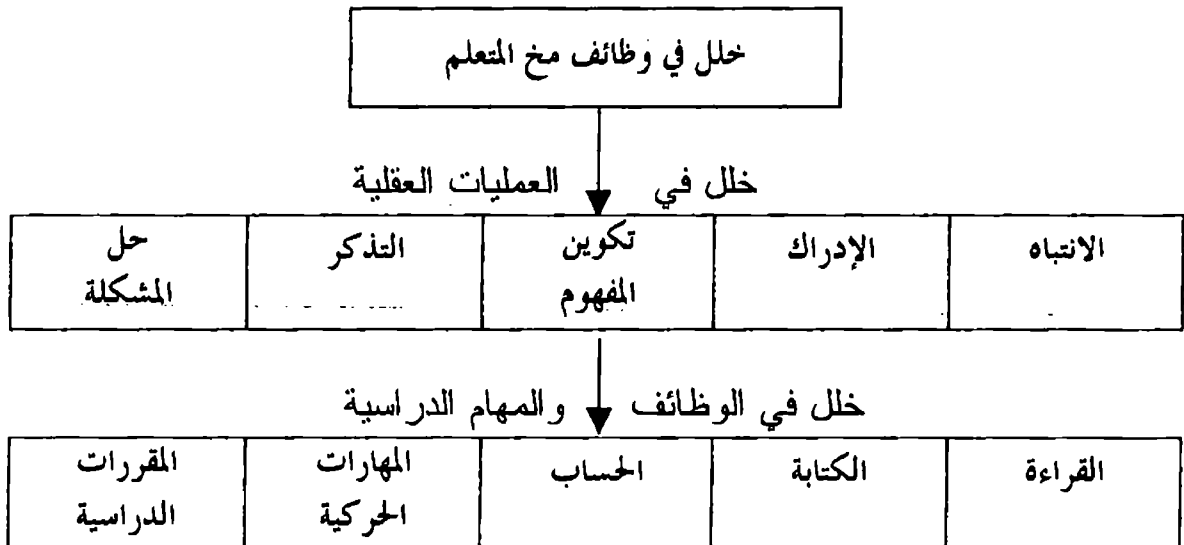 خلل في وظائف مخ المتعلم
خلل في العمليات العقلية
الانتباه
الإدراك
تكوين
المفهوم
التذكر
حل
المشكلة
خلل في الوظائف والمهام الدراسية
القراءة
الكتابة
الحساب
المهارات
الحركية
المقررات
الدراسية